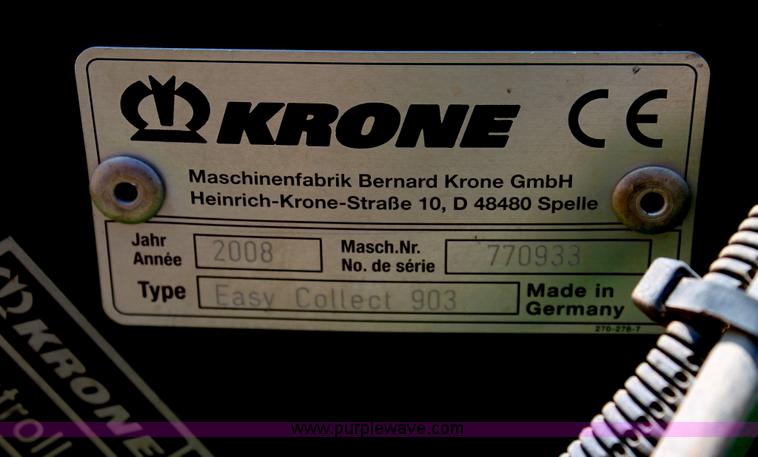 KRONE
CE
Maschinenfabrik Bernard Krone GmbH
Heinrich-Krone-Straße 10, D 48480 Spelle
Jahr
Année
2008
Masch.Nr.
No. de série
770933
Type
Easy Collect 903
Made in
Germany
270-278-7
KRONE
troll
www.purplewave.com